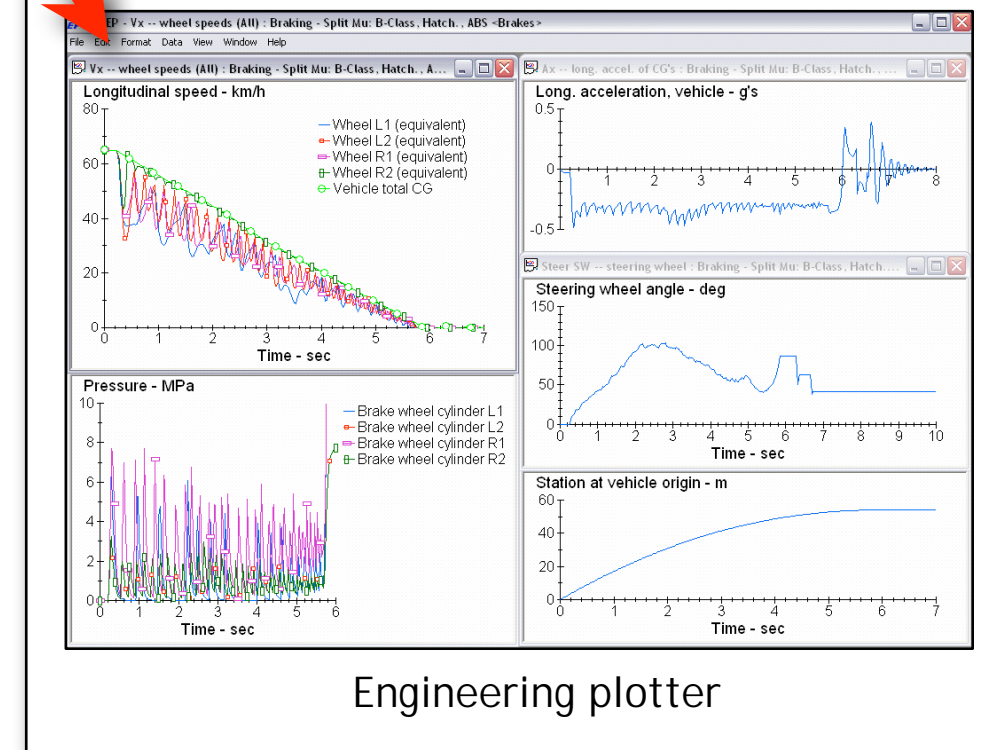 EP - Vx -- wheel speeds (All) : Braking - Split Mu: B-Class, Hatch., ABS <Brakes>
File Edit Format Data View Window Help
Vx -- wheel speeds (All) : Braking - Split Mu: B-Class, Hatch., A...
Longitudinal speed - km/h
80
60
40
20
0
Wheel L1 (equivalent)
Wheel L2 (equivalent)
Wheel R1 (equivalent)
Wheel R2 (equivalent)
Vehicle total CG
0 1 2 3 4 5 6 7
Time - sec
Pressure - MPa
10
8
6
4
2
0
Brake wheel cylinder L1
Brake wheel cylinder L2
Brake wheel cylinder R1
Brake wheel cylinder R2
0 1 2 3 4 5 6
Time - sec
Ax -- long. accel. of CG's : Braking - Split Mu: B-Class, Hatch., ...
Long. acceleration, vehicle - g's
0.5
0
-0.5
1 2 3 4 5 6 7 8
Steer SW -- steering wheel : Braking - Split Mu: B-Class, Hatch....
Steering wheel angle - deg
150
100
50
0
0 1 2 3 4 5 6 7 8 9 10
Time - sec
Station at vehicle origin - m
60
40
20
0
0 1 2 3 4 5 6 7
Time - sec
Engineering plotter